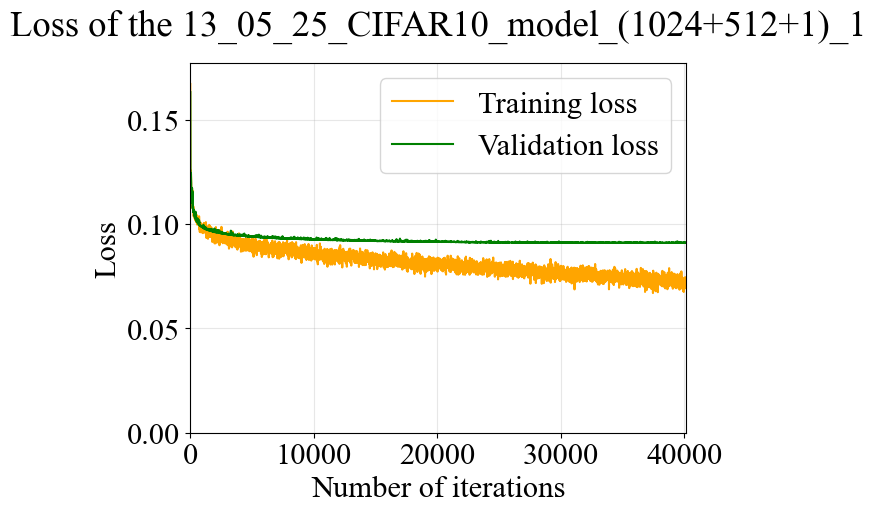 Loss of the 13_05_25_CIFAR10_model_(1024+512+1)_1
Training loss
Validation loss
0.15
0.10
0.05
0.00
Loss
0
10000
20000
30000
40000
Number of iterations